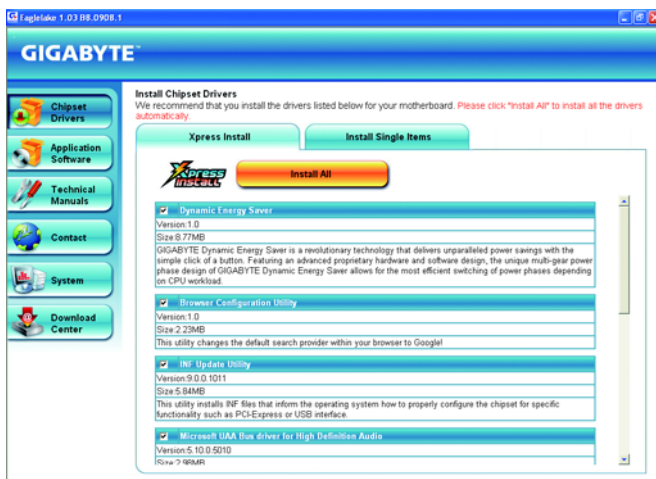 Eaglelake 1.03 B8.0908.1
GIGABYTE™
Chipset
Drivers
Application
Software
Technical
Manuals
Contact
System
Download
Center
Install Chipset Drivers
We recommend that you install the drivers listed below for your motherboard. Please click "Install All" to install all the drivers
automatically.
Xpress Install
Install Single Items
Xpress
Install
Install All
Dynamic Energy Saver
Version:1.0
Size:8.77MB
GIGABYTE Dynamic Energy Saver is a revolutionary technology that delivers unparalleled power savings with the
simple click of a button. Featuring an advanced proprietary hardware and software design, the unique multi-gear power
phase design of GIGABYTE Dynamic Energy Saver allows for the most efficient switching of power phases depending
on CPU workload.
Browser Configuration Utility
Version:1.0
Size:2.23MB
This utility changes the default search provider within your browser to Google!
INF Update Utility
Version:9.0.0.1011
Size:5.84MB
This utility installs INF files that inform the operating system how to properly configure the chipset for specific
functionality such as PCI-Express or USB interface.
Microsoft UAA Bus driver for High Definition Audio
Version:5.10.0.5010
Size:2.98MB